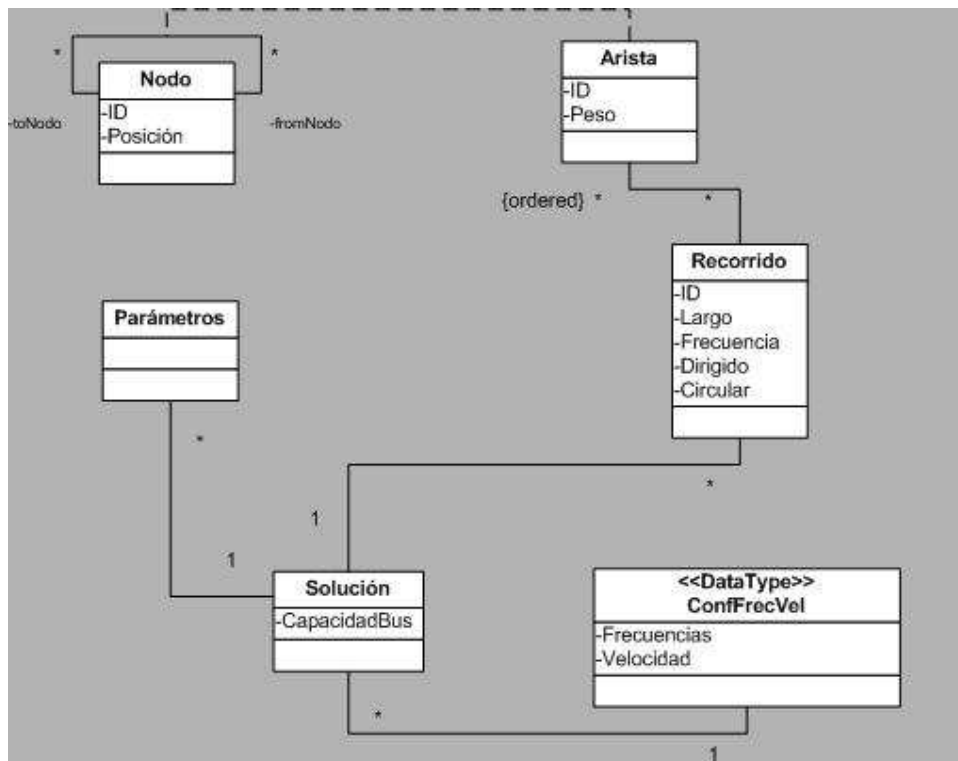 *
*
Nodo
-ID
-Posición
-toNodo
-fromNodo
Arista
-ID
-Peso
{ordered} *
*
Recorrido
-ID
-Largo
-Frecuencia
-Dirigido
-Circular
*
Parámetros
*
1
1
Solución
-CapacidadBus
*
<<DataType>>
ConfFrecVel
-Frecuencias
-Velocidad
1